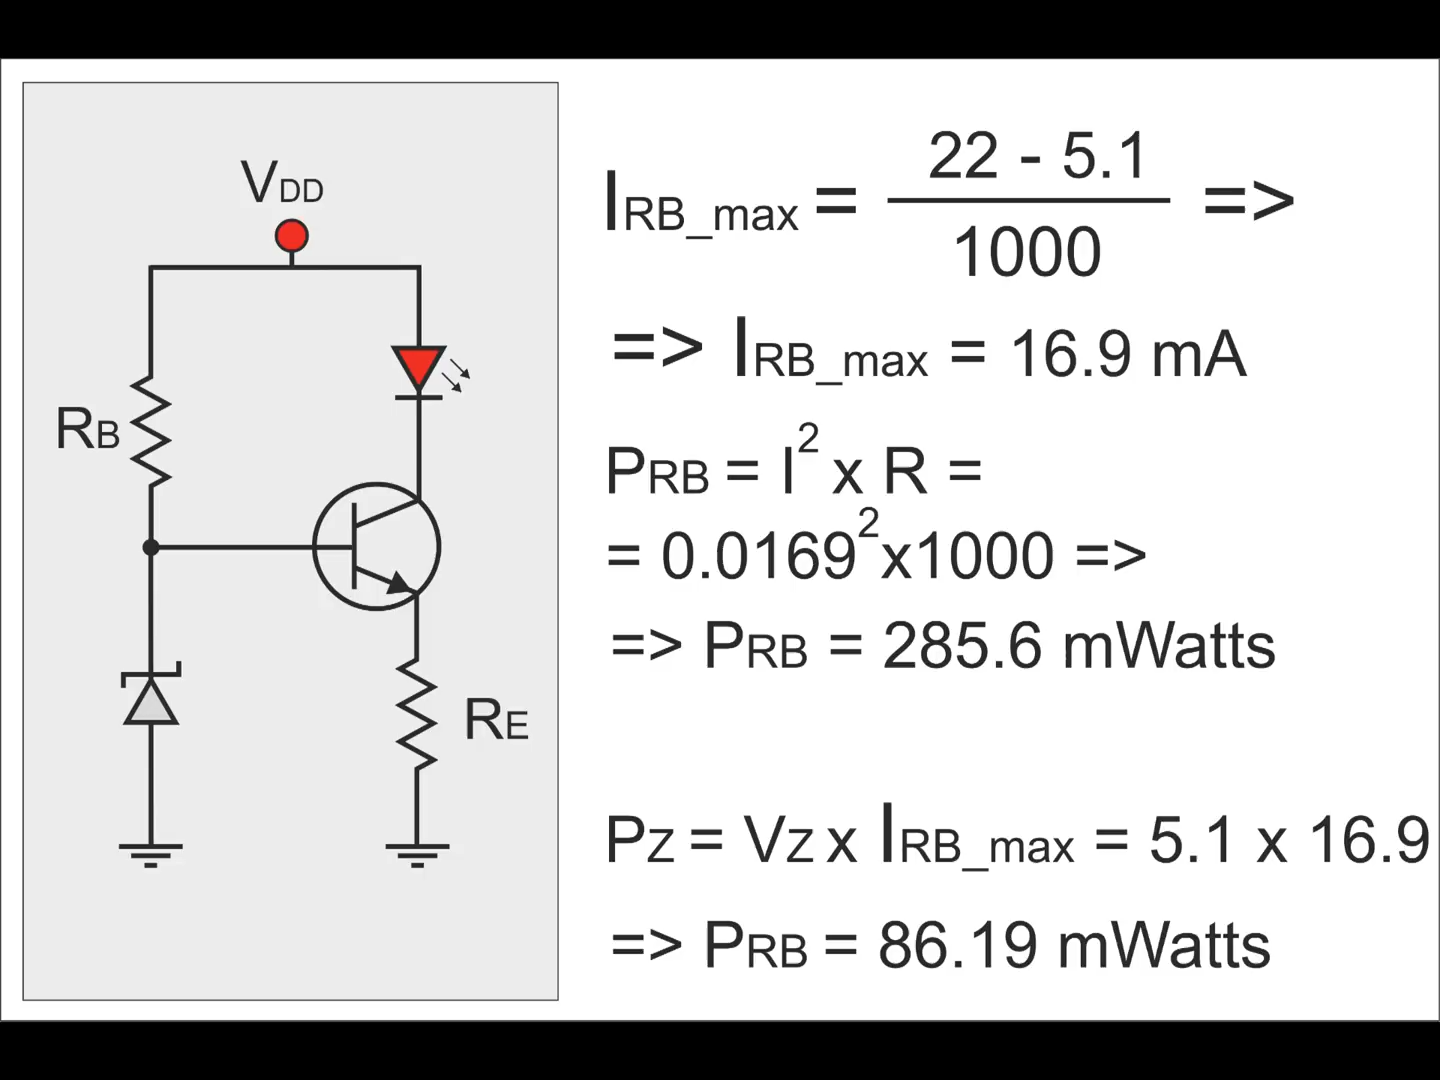 VDD
RB
RE
IRB_max = 22 - 5.1 / 1000 =>
=> IRB_max = 16.9 mA
PRB = I² x R =
= 0.0169²x1000 =>
=> PRB = 285.6 mWatts
PZ = VZ x IRB_max = 5.1 x 16.9
=> PRB = 86.19 mWatts